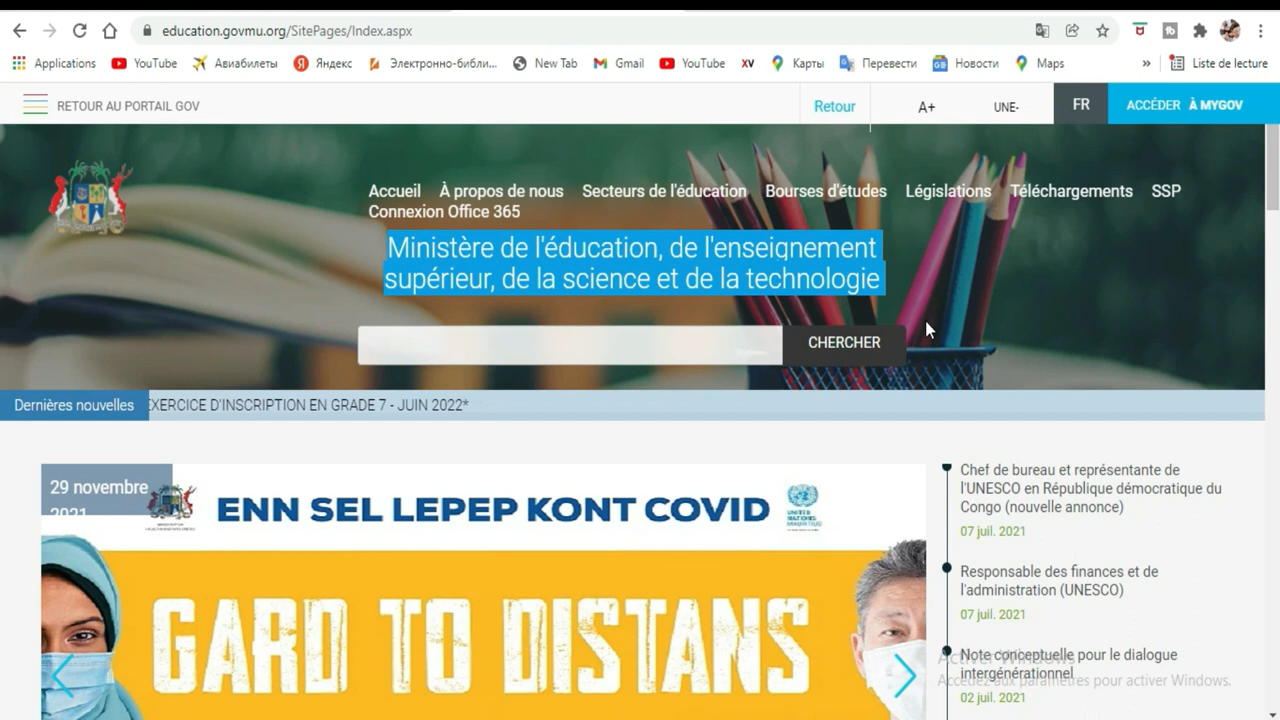 education.govmu.org/SitePages/Index.aspx
Applications YouTube Авиабилеты Яндекс Электронно-библи... New Tab Gmail YouTube XV Карты Перевести Новости Maps » Liste de lecture
RETOUR AU PORTAIL GOV Retour A+ UNE- FR ACCÉDER À MYGOV
Accueil À propos de nous Secteurs de l'éducation Bourses d'études Législations Téléchargements SSP
Connexion Office 365
Ministère de l'éducation, de l'enseignement
supérieur, de la science et de la technologie
CHERCHER
Dernières nouvelles EXERCICE D'INSCRIPTION EN GRADE 7 - JUIN 2022*
29 novembre
2021
ENN SEL LEPEP KONT COVID
UNITED
NATIONS
MAURITIUS
GARD TO DISTANS
Chef de bureau et représentante de
l'UNESCO en République démocratique du
Congo (nouvelle annonce)
07 juil. 2021
Responsable des finances et de
l'administration (UNESCO)
07 juil. 2021
Note conceptuelle pour le dialogue
intergénérationnel
02 juil. 2021
Activer Windows
Accédez aux paramètres pour activer Windows.